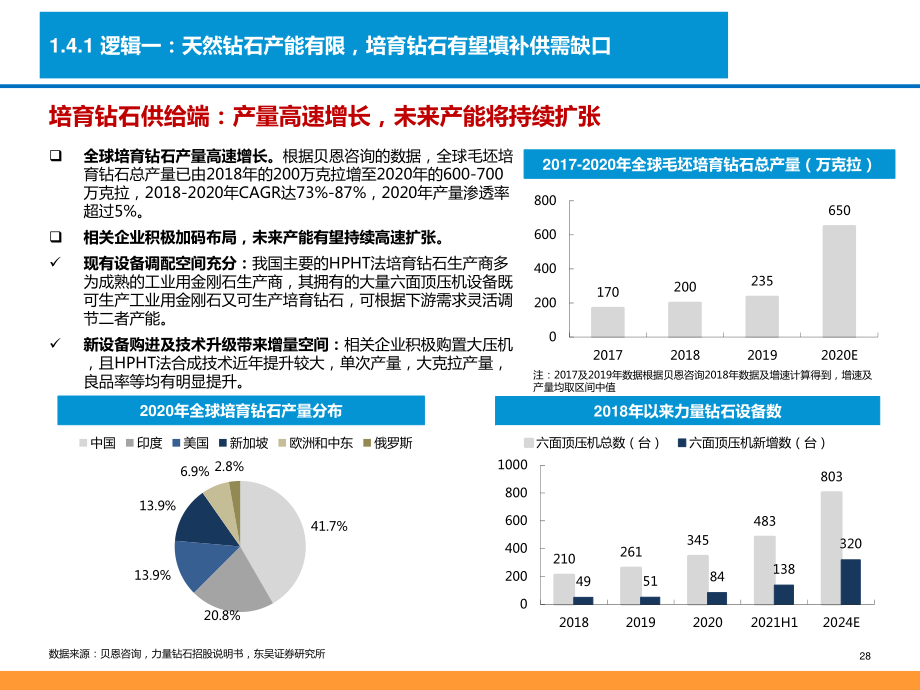 1.4.1 逻辑一：天然钻石产能有限，培育钻石有望填补供需缺口
培育钻石供给端：产量高速增长，未来产能将持续扩张
全球培育钻石产量高速增长。根据贝恩咨询的数据，全球毛坯培
育钻石总产量已由2018年的200万克拉增至2020年的600-700
万克拉，2018-2020年CAGR达73%-87%，2020年产量渗透率
超过5%。
相关企业积极加码布局，未来产能有望持续高速扩张。
现有设备调配空间充分：我国主要的HPHT法培育钻石生产商多
为成熟的工业用金刚石生产商，其拥有的大量六面顶压机设备既
可生产工业用金刚石又可生产培育钻石，可根据下游需求灵活调
节二者产能。
新设备购进及技术升级带来增量空间：相关企业积极购置大压机
，且HPHT法合成技术近年提升较大，单次产量，大克拉产量，
良品率等均有明显提升。
2017-2020年全球毛坯培育钻石总产量（万克拉）
800
600
400
200
0
170
200
235
650
2017 2018 2019 2020E
注：2017及2019年数据根据贝恩咨询2018年数据及增速计算得到，增速及
产量均取区间中值
2020年全球培育钻石产量分布
中国 印度 美国 新加坡 欧洲和中东 俄罗斯
41.7%
20.8%
13.9%
13.9%
6.9%
2.8%
2018年以来力量钻石设备数
六面顶压机总数（台） 六面顶压机新增数（台）
1000
800
600
400
200
0
210
49
261
51
345
84
483
138
803
320
2018 2019 2020 2021H1 2024E
数据来源：贝恩咨询，力量钻石招股说明书，东吴证券研究所
28